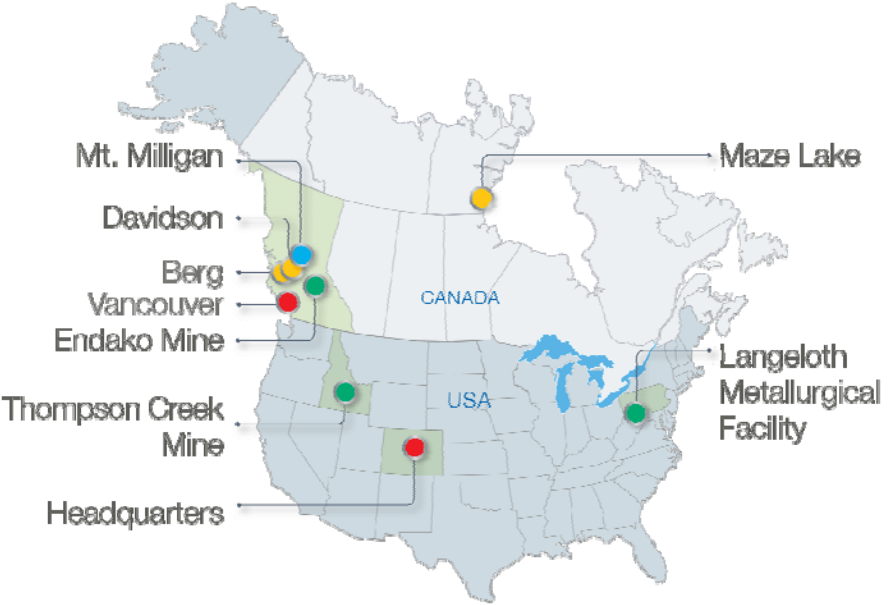 Mt. Milligan
Maze Lake
Davidson
Berg
Vancouver
CANADA
Endako Mine
Langeloth
Metallurgical
Facility
USA
Thompson Creek
Mine
Headquarters